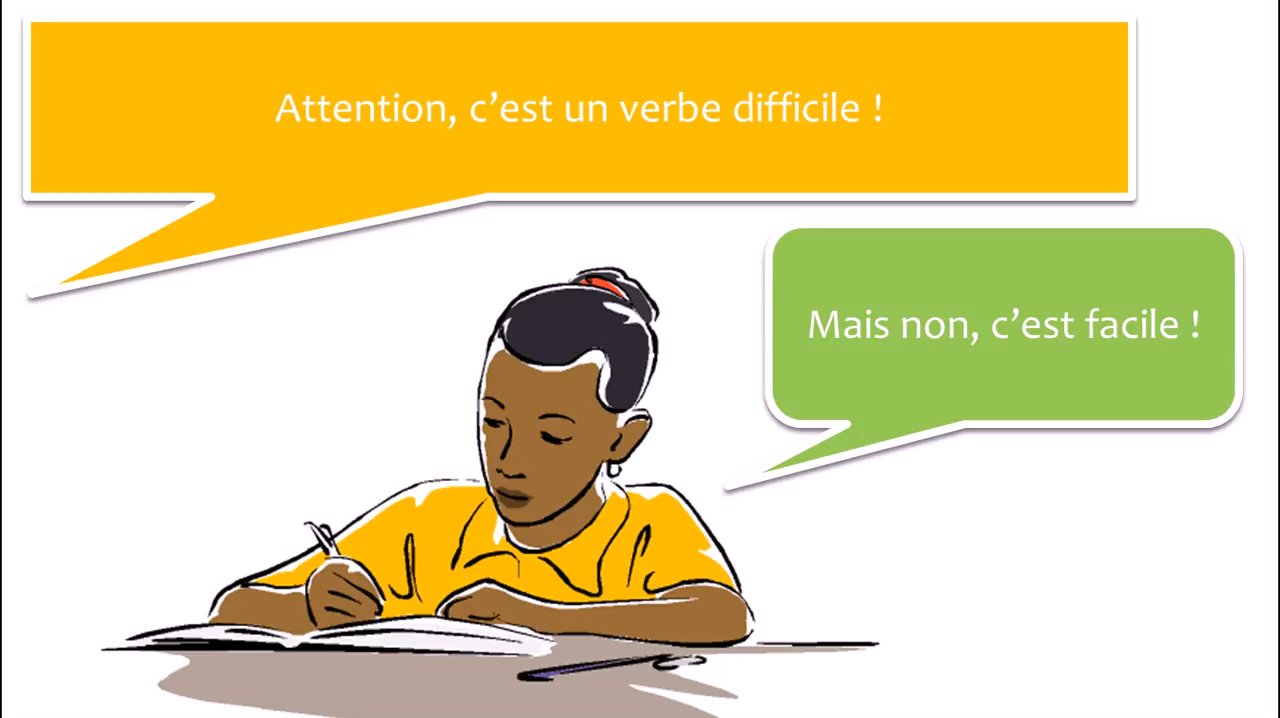 Attention, c’est un verbe difficile !
Mais non, c’est facile !